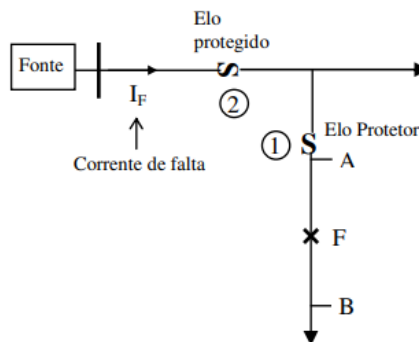 Elo
protegido
Fonte
S
I_F
2
Elo Protetor
1
S
A
Corrente de falta
F
B